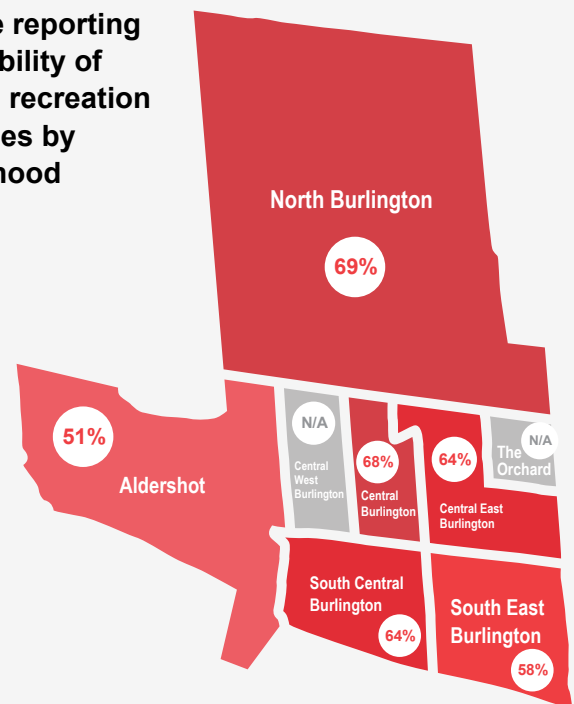 e reporting
bility of
recreation
es by
hood
North Burlington
69%
51%
Aldershot
N/A
Central
West
Burlington
68%
Central
Burlington
64%
Central East
Burlington
N/A
The
Orchard
South Central
Burlington
64%
South East
Burlington
58%